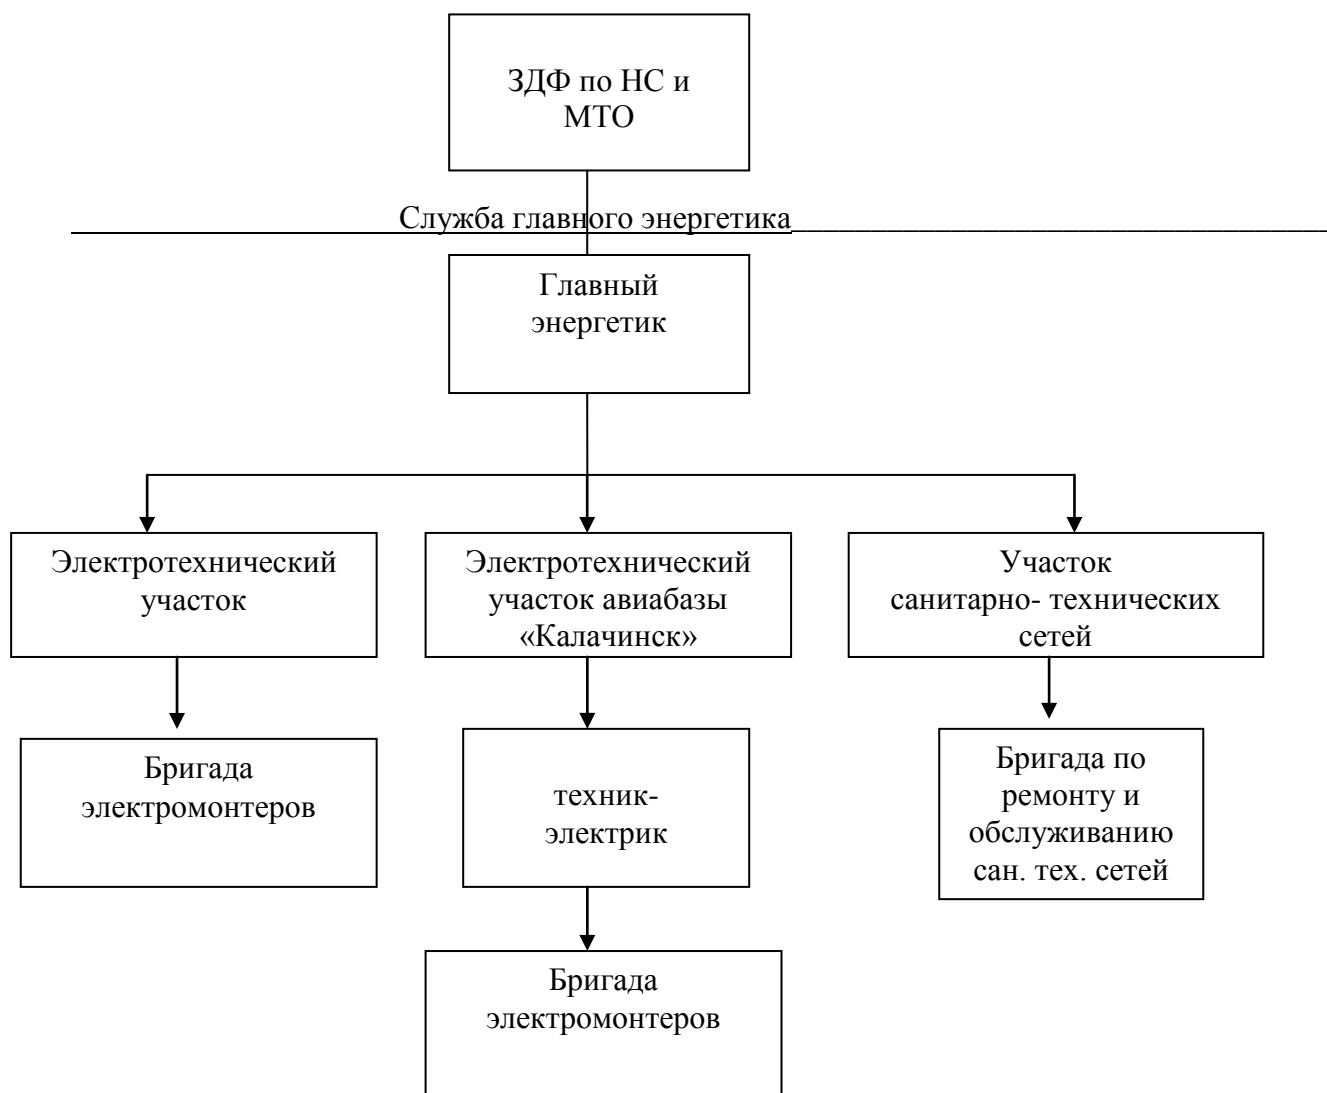 ЗДФ по НС и
МТО
Служба главного энергетика
Главный
энергетик
Электротехнический
участок
Электротехнический
участок авиабазы
«Калачинск»
Участок
санитарно- технических
сетей
Бригада
электромонтеров
техник-
электрик
Бригада по
ремонту и
обслуживанию
сан. тех. сетей
Бригада
электромонтеров